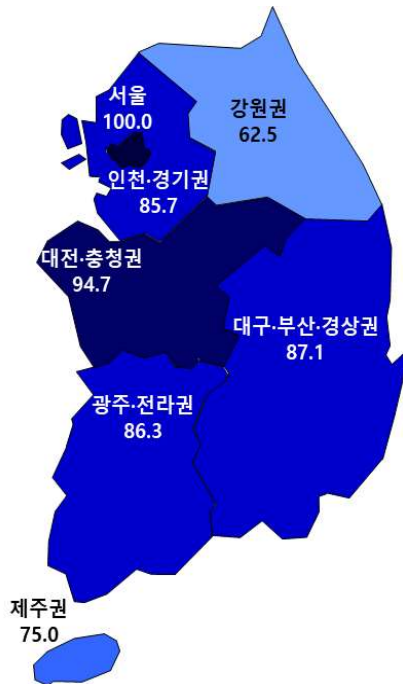 서울
100.0
강원권
62.5
인천·경기권
85.7
대전·충청권
94.7
대구·부산·경상권
87.1
광주·전라권
86.3
제주권
75.0